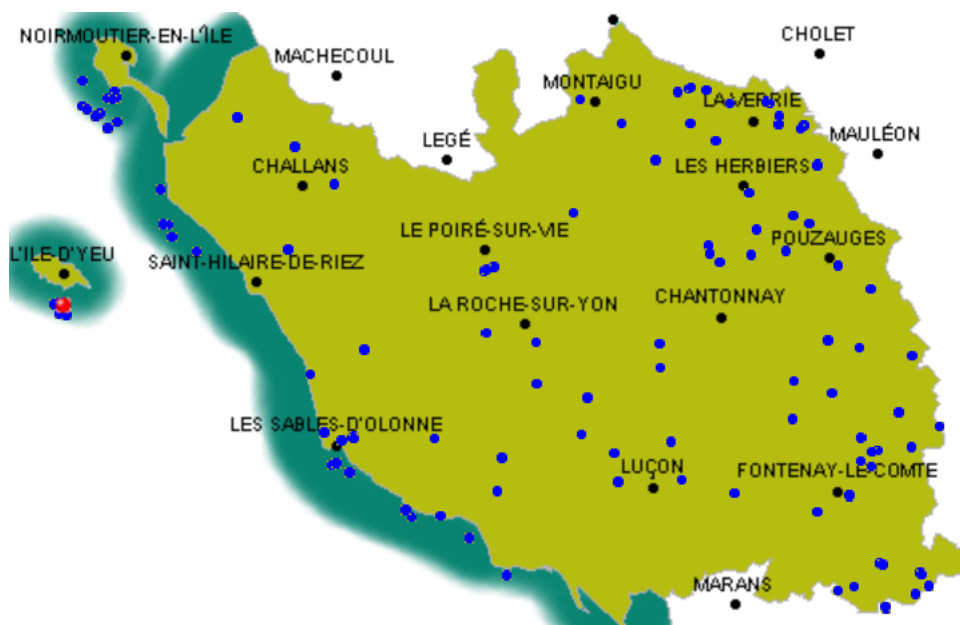 NOIRMOUTIER-EN-L'ÎLE
CHOLET
MACHECOUL
MONTAIGU
LA VERRIE
MAULÉON
LEGÉ
CHALLANS
LES HERBIERS
LE POIRÉ-SUR-VIE
L'ILE-D'YEU
SAINT-HILAIRE-DE-RIEZ
POUZAUGES
LA ROCHE-SUR-YON
CHANTONNAY
LES SABLES-D'OLONNE
LUÇON
FONTENAY-LE-COMTE
MARANS